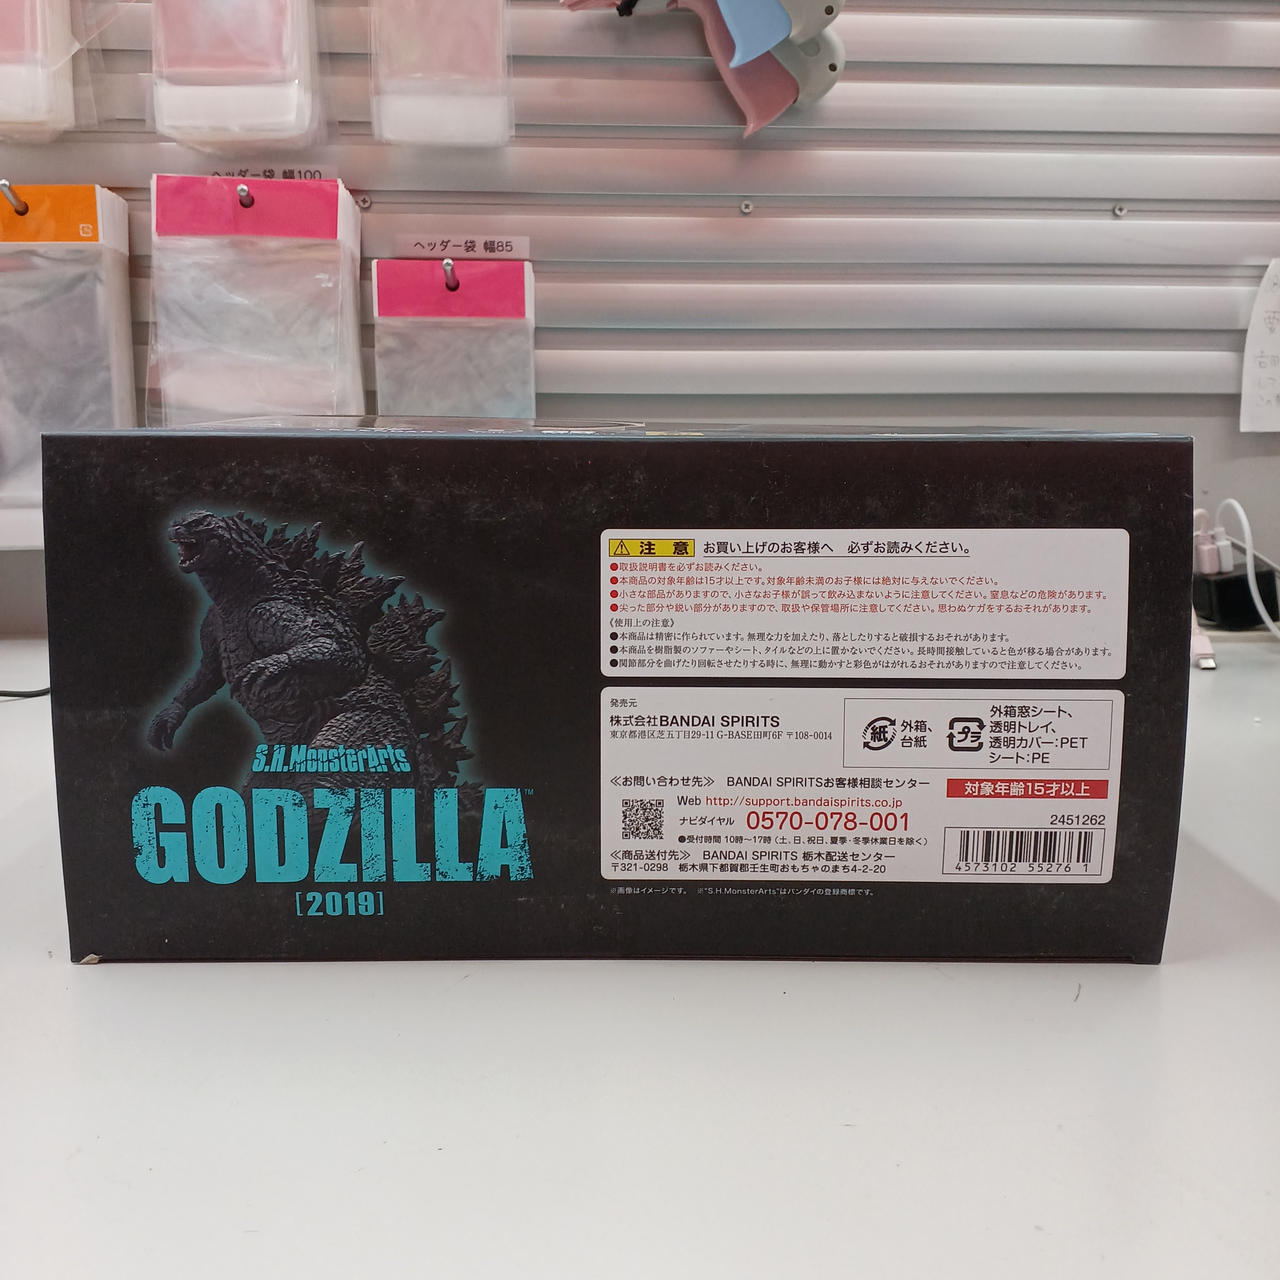 ヘッダー袋 幅100
ヘッダー袋 幅85
S.H.MonsterArts
GODZILLA™
[2019]
⚠注 意 お買い上げのお客様へ 必ずお読みください。
●取扱説明書を必ずお読みください。
●本商品の対象年齢は15才以上です。対象年齢未満のお子様には絶対に与えないでください。
●小さな部品がありますので、小さなお子様が誤って飲み込まないように注意してください。窒息などの危険があります。
●尖った部分や鋭い部分がありますので、取扱や保管場所に注意してください。思わぬケガをするおそれがあります。
《使用上の注意》
●本商品は精密に作られています。無理な力を加えたり、落としたりすると破損するおそれがあります。
●本商品を樹脂製のソファーやシート、タイルなどの上に置かないでください。長時間接触していると色が移る場合があります。
●関節部分を曲げたり回転させたりする時に、無理に動かすと彩色がはがれるおそれがありますので注意してください。
発売元
株式会社BANDAI SPIRITS
東京都港区芝五丁目29-11 G-BASE田町6F 〒108-0014
紙 外箱、
台紙
プラ 外箱窓シート、
透明トレイ、
透明カバー:PET
シート:PE
≪お問い合わせ先≫ BANDAI SPIRITSお客様相談センター
Web http://support.bandaispirits.co.jp
ナビダイヤル 0570-078-001
●受付時間 10時〜17時 (土、日、祝日、夏季・冬季休業日を除く)
≪商品送付先≫ BANDAI SPIRITS 栃木配送センター
〒321-0298 栃木県下都賀郡壬生町おもちゃのまち4-2-20
対象年齢15才以上
2451262
4573102 55276 1
※画像はイメージです。 ※"S.H.MonsterArts"はバンダイの登録商標です。